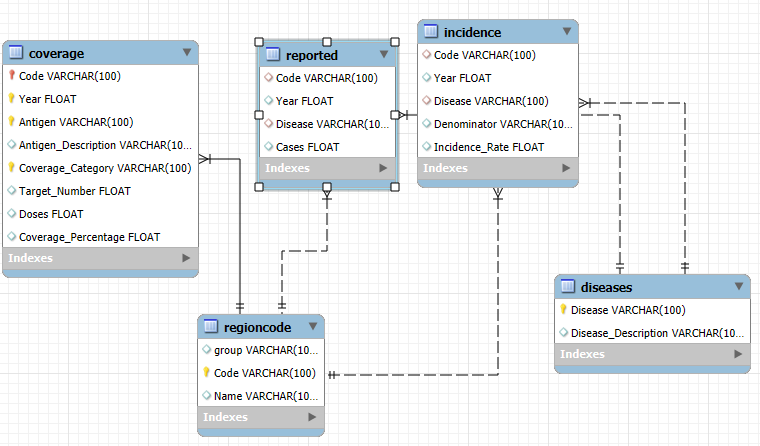 coverage
Code VARCHAR(100)
Year FLOAT
Antigen VARCHAR(100)
Antigen_Description VARCHAR(10...
Coverage_Category VARCHAR(100)
Target_Number FLOAT
Doses FLOAT
Coverage_Percentage FLOAT
Indexes
reported
Code VARCHAR(100)
Year FLOAT
Disease VARCHAR(10...
Cases FLOAT
Indexes
incidence
Code VARCHAR(100)
Year FLOAT
Disease VARCHAR(100)
Denominator VARCHAR(10...
Incidence_Rate FLOAT
Indexes
regioncode
group VARCHAR(10...
Code VARCHAR(100)
Name VARCHAR(10...
Indexes
diseases
Disease VARCHAR(100)
Disease_Description VARCHAR(10...
Indexes